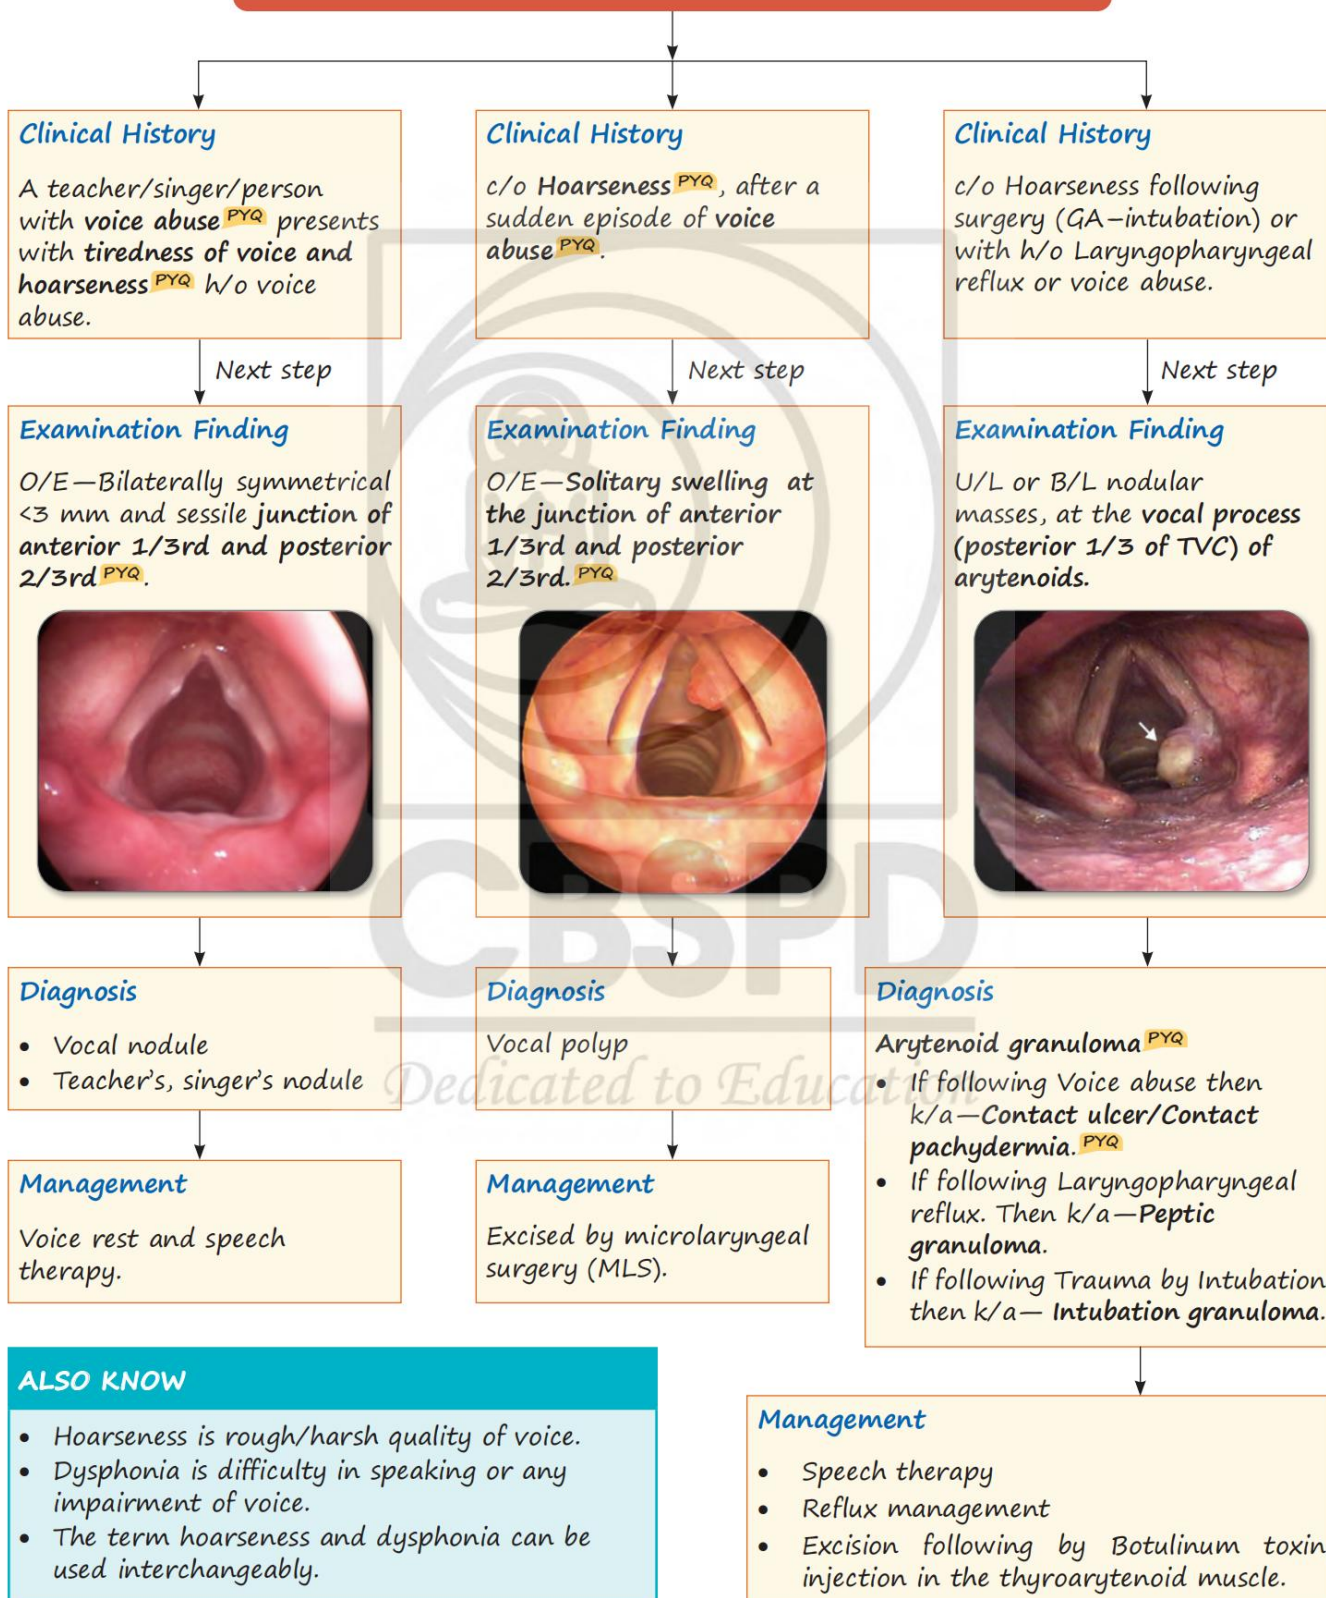 Clinical History
A teacher/singer/person
with voice abuse PYQ presents
with tiredness of voice and
hoarseness PYQ h/o voice
abuse.
Next step
Examination Finding
O/E—Bilaterally symmetrical
<3 mm and sessile junction of
anterior 1/3rd and posterior
2/3rd PYQ.
Diagnosis
• Vocal nodule
• Teacher's, singer's nodule
Management
Voice rest and speech
therapy.
Clinical History
c/o Hoarseness PYQ, after a
sudden episode of voice
abuse PYQ.
Next step
Examination Finding
O/E—Solitary swelling at
the junction of anterior
1/3rd and posterior
2/3rd. PYQ
Diagnosis
Vocal polyp
Management
Excised by microlaryngeal
surgery (MLS).
Clinical History
c/o Hoarseness following
surgery (GA-intubation) or
with h/o Laryngopharyngeal
reflux or voice abuse.
Next step
Examination Finding
U/L or B/L nodular
masses, at the vocal process
(posterior 1/3 of TVC) of
arytenoids.
Diagnosis
Arytenoid granuloma PYQ
• If following Voice abuse then
k/a—Contact ulcer/Contact
pachydermia. PYQ
• If following Laryngopharyngeal
reflux. Then k/a—Peptic
granuloma.
• If following Trauma by Intubation
then k/a— Intubation granuloma.
Management
• Speech therapy
• Reflux management
• Excision following by Botulinum toxin
injection in the thyroarytenoid muscle.
ALSO KNOW
• Hoarseness is rough/harsh quality of voice.
• Dysphonia is difficulty in speaking or any
impairment of voice.
• The term hoarseness and dysphonia can be
used interchangeably.
CBSPD
Dedicated to Education